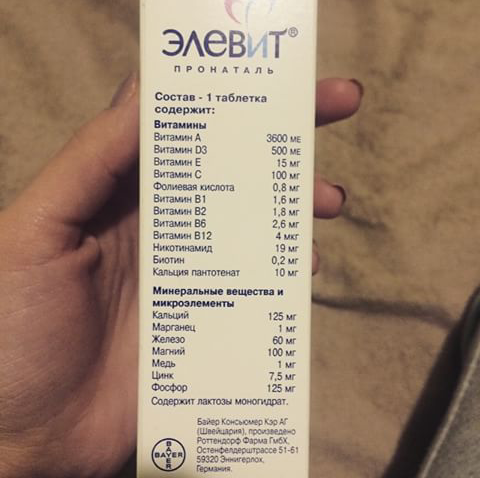 ЭЛЕВИТ®
ПРОНАТАЛЬ
Состав - 1 таблетка
содержит:
Витамины
Витамин А 3600 МЕ
Витамин D3 500 МЕ
Витамин Е 15 мг
Витамин С 100 мг
Фолиевая кислота 0,8 мг
Витамин В1 1,6 мг
Витамин В2 1,8 мг
Витамин В6 2,6 мг
Витамин В12 4 мкг
Никотинамид 19 мг
Биотин 0,2 мг
Кальция пантотенат 10 мг
Минеральные вещества и
микроэлементы
Кальций 125 мг
Марганец 1 мг
Железо 60 мг
Магний 100 мг
Медь 1 мг
Цинк 7,5 мг
Фосфор 125 мг
Содержит лактозы моногидрат.
Байер Консьюмер Кэр АГ
(Швейцария), произведено
Роттендорф Фарма ГмбХ,
Остенфелдерштрассе 51-61
59320 Эннигерлох,
Германия.
BAYER
BAYER